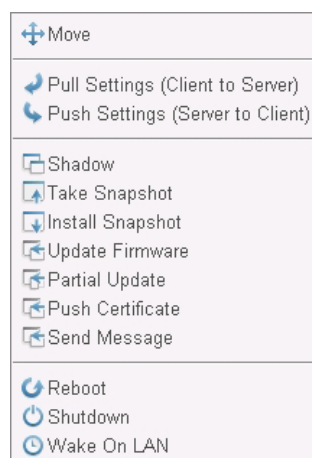 Move
Pull Settings (Client to Server)
Push Settings (Server to Client)
Shadow
Take Snapshot
Install Snapshot
Update Firmware
Partial Update
Push Certificate
Send Message
Reboot
Shutdown
Wake On LAN